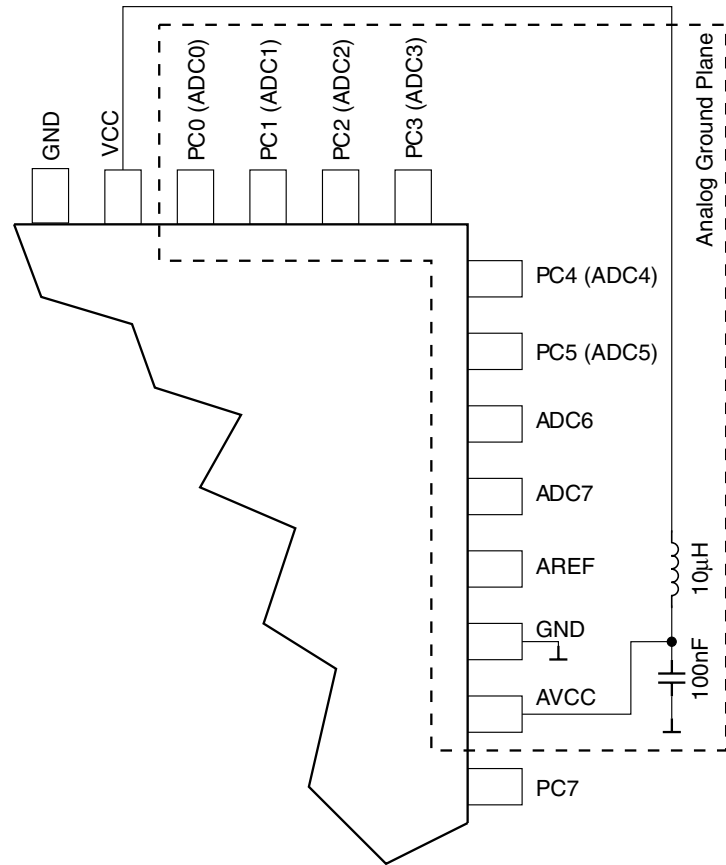 GND
VCC
PC0 (ADC0)
PC1 (ADC1)
PC2 (ADC2)
PC3 (ADC3)
Analog Ground Plane
PC4 (ADC4)
PC5 (ADC5)
ADC6
ADC7
AREF
10µH
GND
100nF
AVCC
PC7